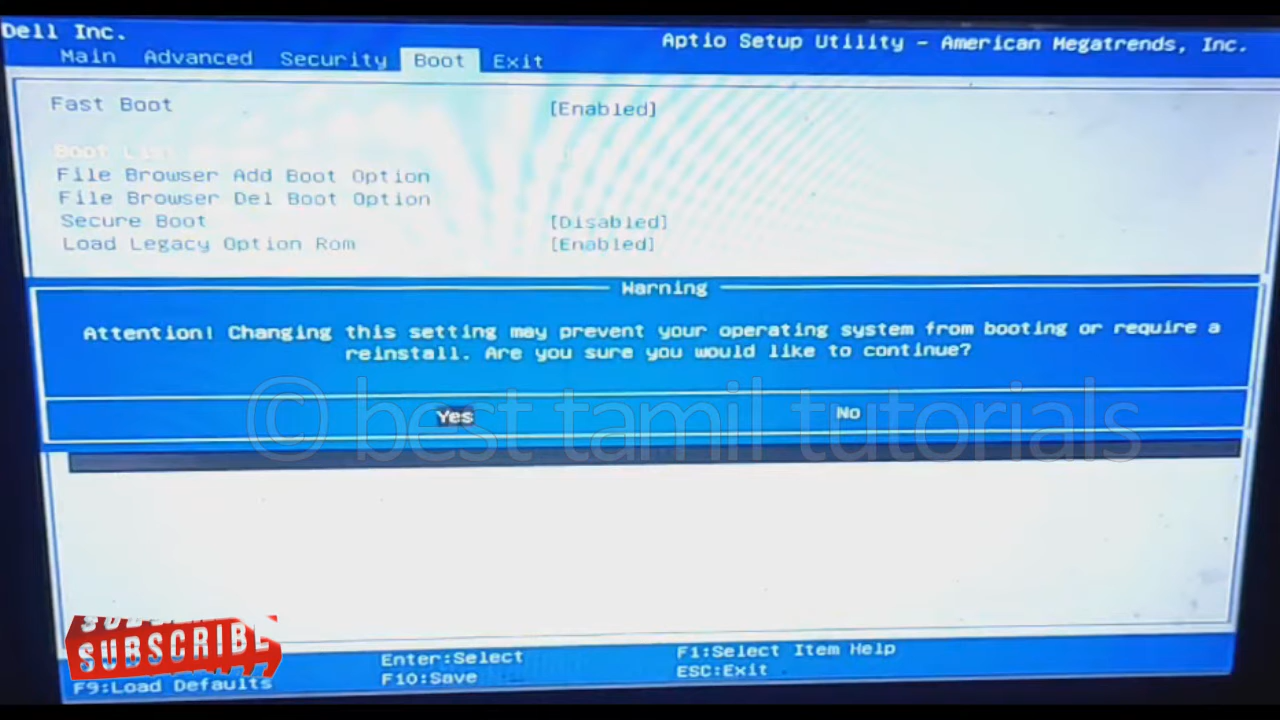 Dell Inc.
Aptio Setup Utility – American Megatrends, Inc.
Main Advanced Security Boot Exit
Fast Boot [Enabled]
Boot
File Browser Add Boot Option
File Browser Del Boot Option
Secure Boot [Disabled]
Load Legacy Option Rom [Enabled]
Warning
Attention! Changing this setting may prevent your operating system from booting or require a
reinstall. Are you sure you would like to continue?
Yes No
© best tamil tutorials
SUBSCRIBE
Enter:Select F1:Select Item Help
F9:Load Defaults F10:Save ESC:Exit